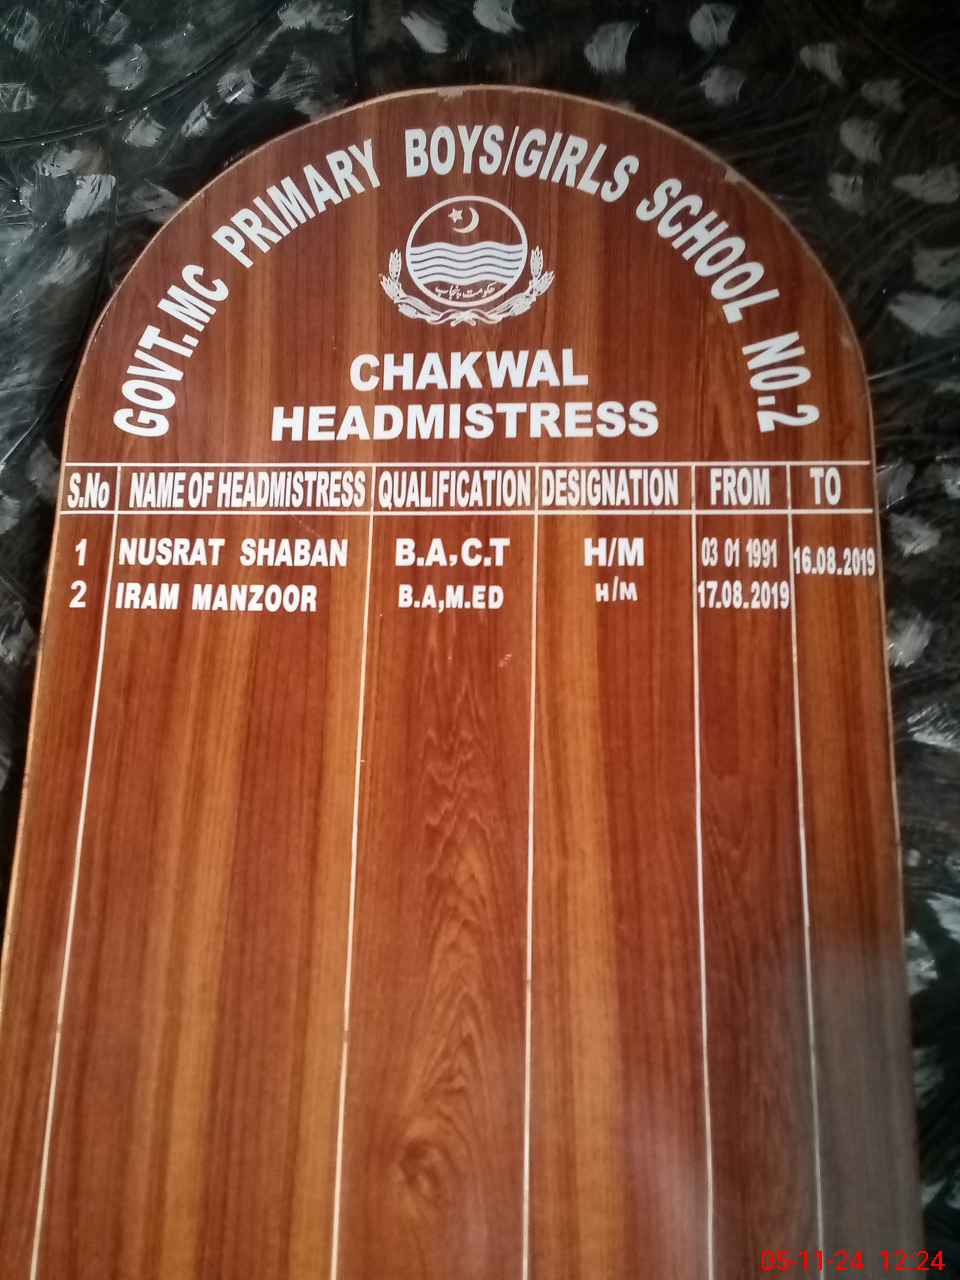 GOVT.MC PRIMARY BOYS/GIRLS SCHOOL NO.2
حکومت پنجاب
CHAKWAL
HEADMISTRESS
S.No NAME OF HEADMISTRESS QUALIFICATION DESIGNATION FROM TO
1 NUSRAT SHABAN B.A,C.T H/M 03 01 1991 16.08.2019
2 IRAM MANZOOR B.A,M.ED H/M 17.08.2019
05-11-24 12:24